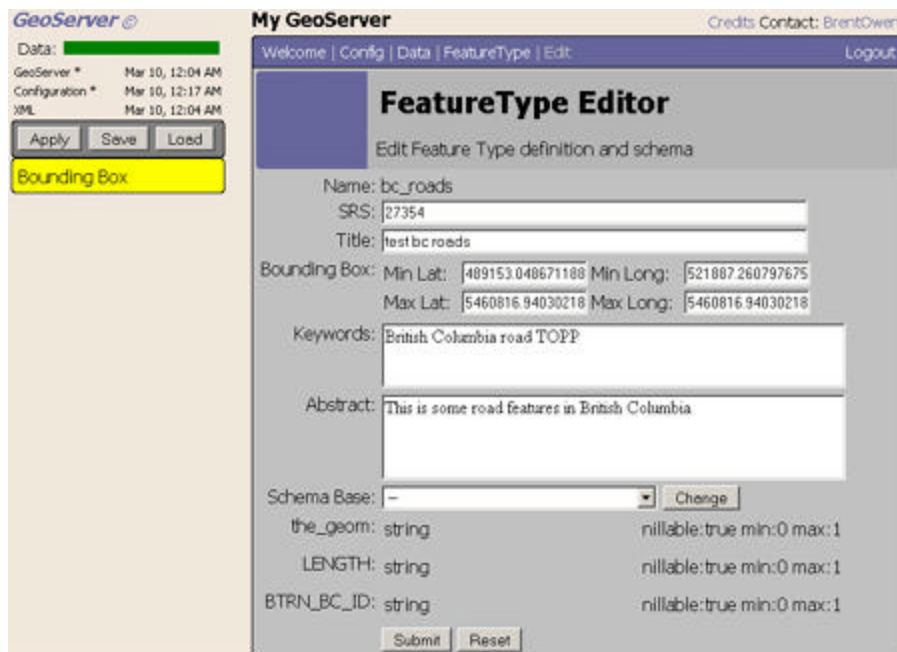 GeoServer ©
Data:
GeoServer * Mar 10, 12:04 AM
Configuration * Mar 10, 12:17 AM
XML Mar 10, 12:04 AM
Apply Save Load
Bounding Box
My GeoServer
Credits Contact: BrentOwen
Welcome | Config | Data | FeatureType | Edit Logout
FeatureType Editor
Edit Feature Type definition and schema
Name: bc_roads
SRS: 27354
Title: test bc roads
Bounding Box: Min Lat: 489153.048671188 Min Long: 521887.260797675
Max Lat: 5460816.94030218 Max Long: 5460816.94030218
Keywords: British Columbia road TOPP
Abstract: This is some road features in British Columbia
Schema Base: -- Change
the_geom: string nillable:true min:0 max:1
LENGTH: string nillable:true min:0 max:1
BTRN_BC_ID: string nillable:true min:0 max:1
Submit Reset